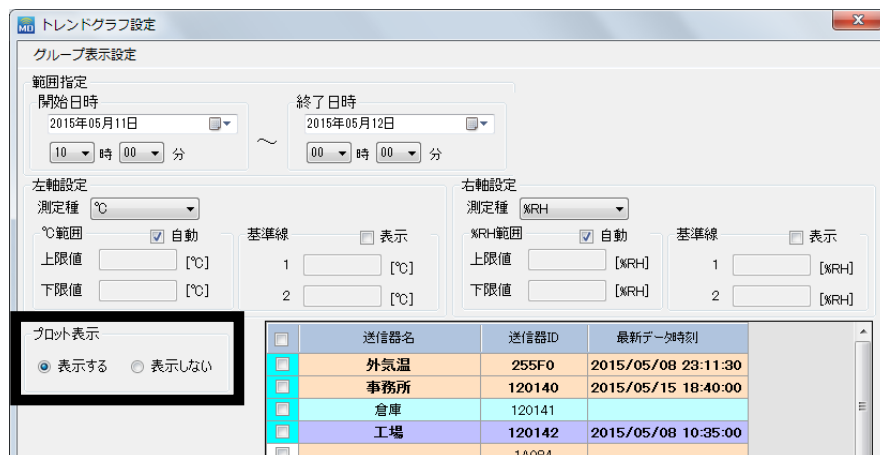 MD トレンドグラフ設定
グループ表示設定
範囲指定
開始日時
2015年05月11日
10 時 00 分
～
終了日時
2015年05月12日
00 時 00 分
左軸設定
測定種 ℃
℃範囲 自動
上限値 [℃]
下限値 [℃]
基準線 表示
1 [℃]
2 [℃]
右軸設定
測定種 %RH
%RH範囲 自動
上限値 [%RH]
下限値 [%RH]
基準線 表示
1 [%RH]
2 [%RH]
プロット表示
表示する 表示しない
送信器名 送信器ID 最新データ時刻
外気温 255F0 2015/05/08 23:11:30
事務所 120140 2015/05/15 18:40:00
倉庫 120141
工場 120142 2015/05/08 10:35:00